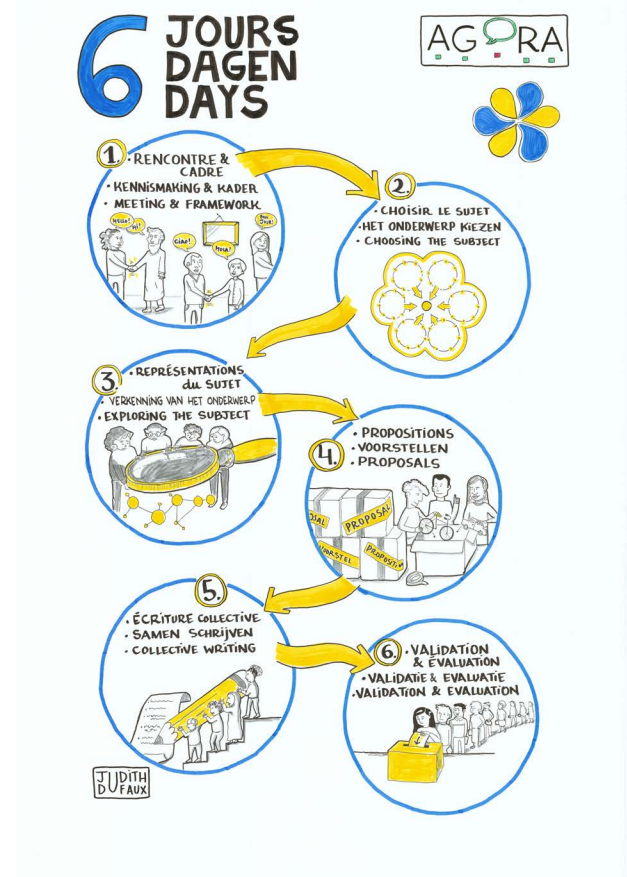 6 JOURS
DAGEN
DAYS
AGORA
1.
• RENCONTRE &
CADRE
• KENNISMAKING & KADER
• MEETING & FRAMEWORK
HELLO!
HI!
CIAO!
HOLA!
BON
JOUR!
2.
• CHOISIR LE SUJET
• HET ONDERWERP KIEZEN
• CHOOSING THE SUBJECT
3.
• REPRÉSENTATIONS
du SUJET
• VERKENNING VAN HET ONDERWERP
• EXPLORING THE SUBJECT
4.
• PROPOSITIONS
• VOORSTELLEN
• PROPOSALS
PROPOSAL
VOORSTEL
5.
• ÉCRITURE COLLECTIVE
• SAMEN SCHRIJVEN
• COLLECTIVE WRITING
6.
• VALIDATION
& ÉVALUATION
• VALIDATIE & EVALUATIE
• VALIDATION & EVALUATION
JUDITH
DUFAUX